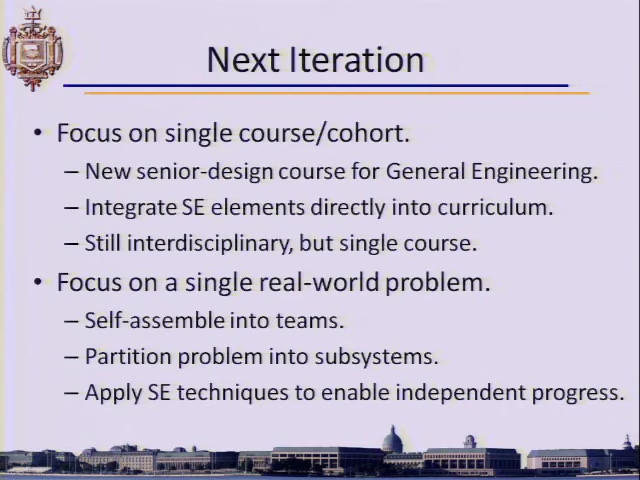 Next Iteration
• Focus on single course/cohort.
– New senior-design course for General Engineering.
– Integrate SE elements directly into curriculum.
– Still interdisciplinary, but single course.
• Focus on a single real-world problem.
– Self-assemble into teams.
– Partition problem into subsystems.
– Apply SE techniques to enable independent progress.